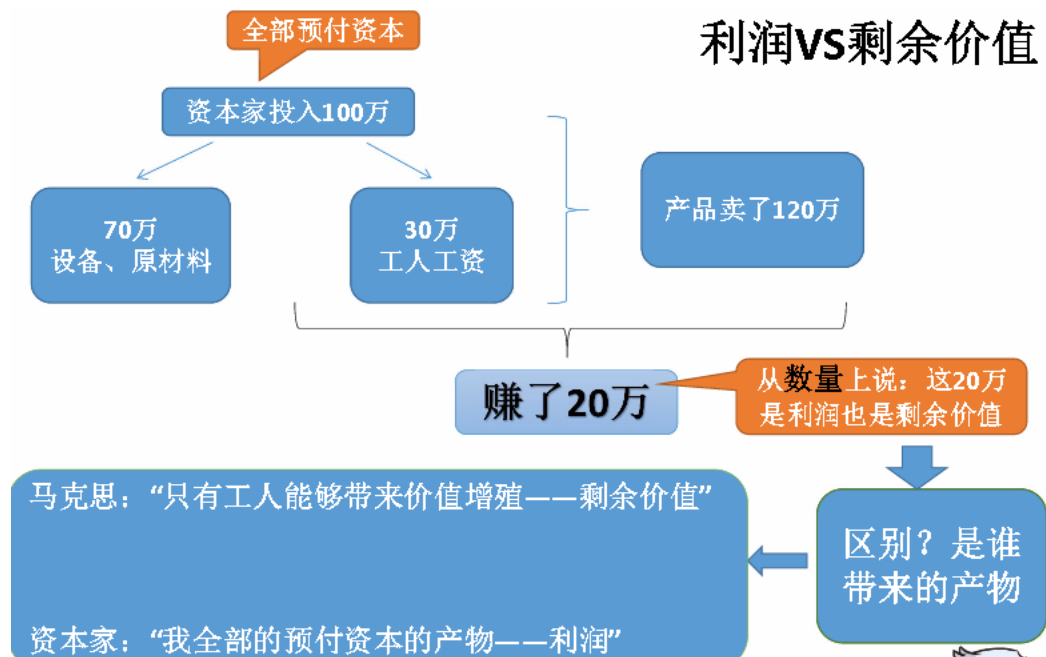 利润VS剩余价值
全部预付资本
资本家投入100万
70万
设备、原材料
30万
工人工资
产品卖了120万
赚了20万
从数量上说：这20万
是利润也是剩余价值
区别？是谁
带来的产物
马克思：“只有工人能够带来价值增殖——剩余价值”
资本家：“我全部的预付资本的产物——利润”